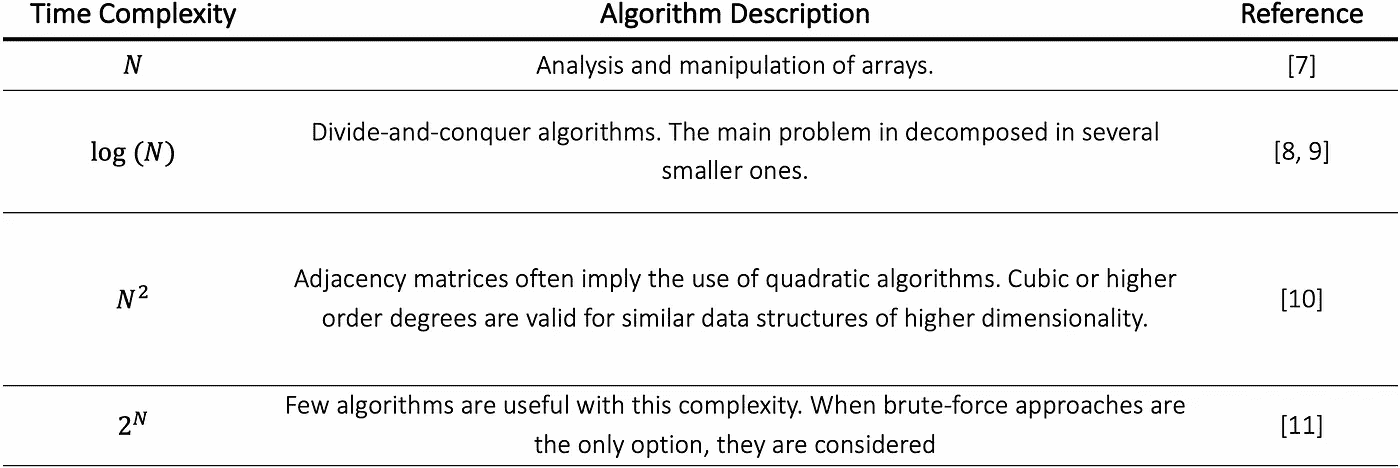 Time Complexity Algorithm Description Reference
N Analysis and manipulation of arrays. [7]
Divide-and-conquer algorithms. The main problem in decomposed in several
log (N) [8, 9]
smaller ones.
Adjacency matrices often imply the use of quadratic algorithms. Cubic or higher
N² [10]
order degrees are valid for similar data structures of higher dimensionality.
Few algorithms are useful with this complexity. When brute-force approaches are
2ᴺ [11]
the only option, they are considered